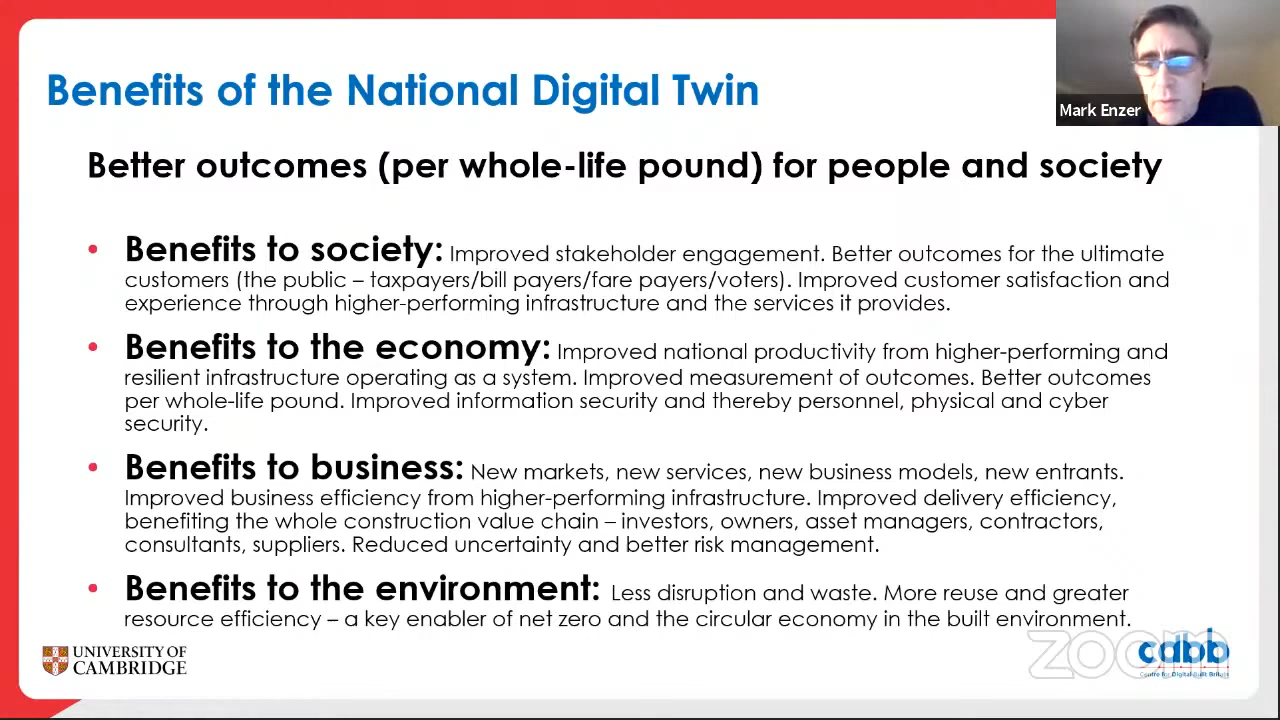 Benefits of the National Digital Twin
Mark Enzer
Better outcomes (per whole-life pound) for people and society
• Benefits to society: Improved stakeholder engagement. Better outcomes for the ultimate
customers (the public – taxpayers/bill payers/fare payers/voters). Improved customer satisfaction and
experience through higher-performing infrastructure and the services it provides.
• Benefits to the economy: Improved national productivity from higher-performing and
resilient infrastructure operating as a system. Improved measurement of outcomes. Better outcomes
per whole-life pound. Improved information security and thereby personnel, physical and cyber
security.
• Benefits to business: New markets, new services, new business models, new entrants.
Improved business efficiency from higher-performing infrastructure. Improved delivery efficiency,
benefiting the whole construction value chain – investors, owners, asset managers, contractors,
consultants, suppliers. Reduced uncertainty and better risk management.
• Benefits to the environment: Less disruption and waste. More reuse and greater
resource efficiency – a key enabler of net zero and the circular economy in the built environment.
UNIVERSITY OF
CAMBRIDGE
zoom
cdbb
Centre for Digital Built Britain